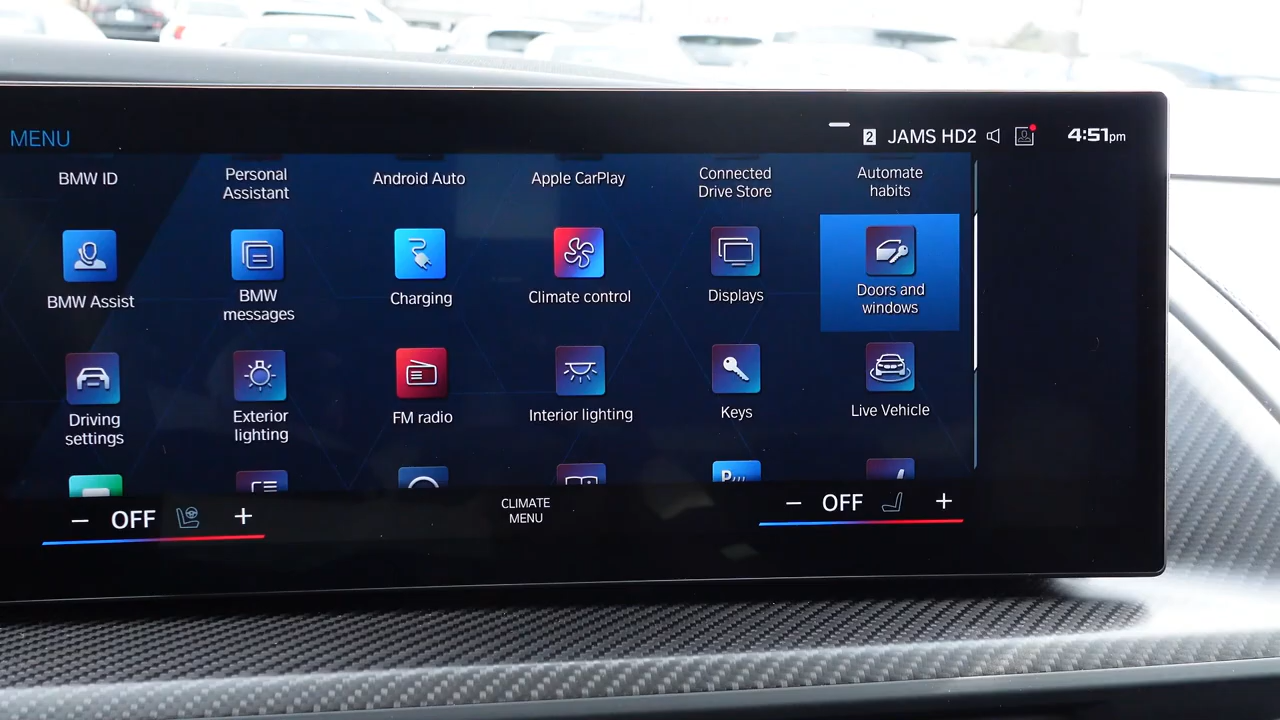 MENU
2 JAMS HD2 4:51pm
BMW ID
Personal
Assistant
Android Auto
Apple CarPlay
Connected
Drive Store
Automate
habits
BMW Assist
BMW
messages
Charging
Climate control
Displays
Doors and
windows
Driving
settings
Exterior
lighting
FM radio
Interior lighting
Keys
Live Vehicle
P
− OFF +
CLIMATE
MENU
− OFF +